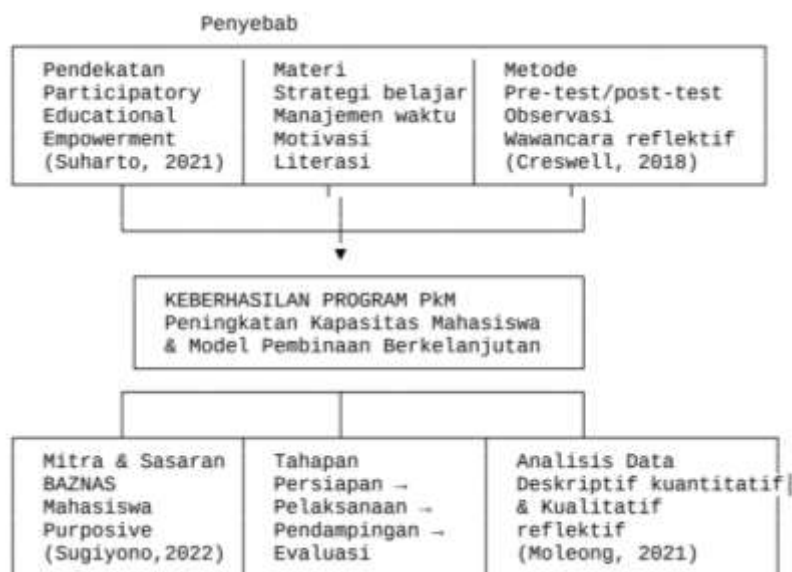 Penyebab
Pendekatan
Participatory
Educational
Empowerment
(Suharto, 2021)
Materi
Strategi belajar
Manajemen waktu
Motivasi
Literasi
Metode
Pre-test/post-test
Observasi
Wawancara reflektif
(Creswell, 2018)
KEBERHASILAN PROGRAM PkM
Peningkatan Kapasitas Mahasiswa
& Model Pembinaan Berkelanjutan
Mitra & Sasaran
BAZNAS
Mahasiswa
Purposive
(Sugiyono,2022)
Tahapan
Persiapan →
Pelaksanaan →
Pendampingan →
Evaluasi
Analisis Data
Deskriptif kuantitatif
& Kualitatif
reflektif
(Moleong, 2021)